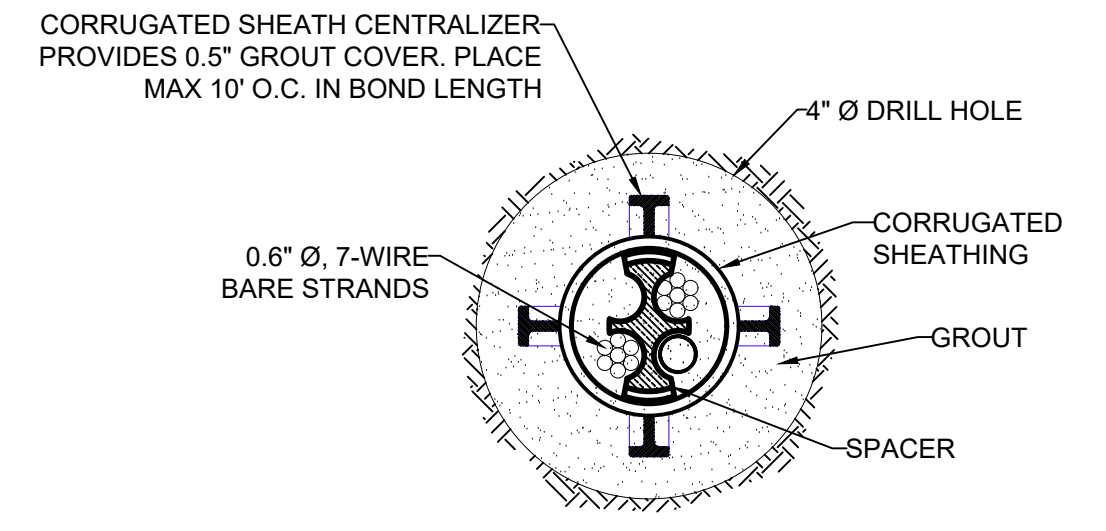 CORRUGATED SHEATH CENTRALIZER
PROVIDES 0.5" GROUT COVER. PLACE
MAX 10' O.C. IN BOND LENGTH
4" Ø DRILL HOLE
CORRUGATED
SHEATHING
0.6" Ø, 7-WIRE
BARE STRANDS
GROUT
SPACER